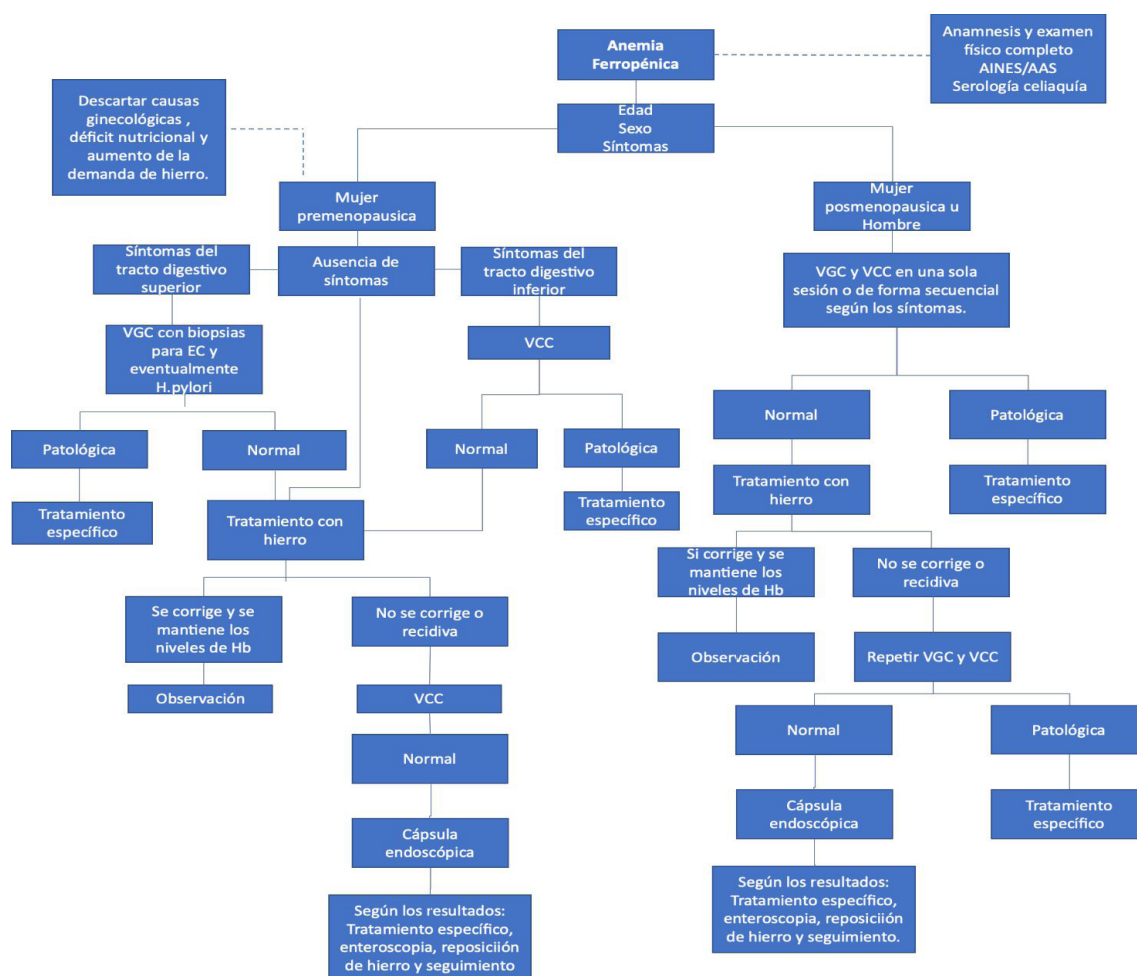 Anemia
Ferropénica
Anamnesis y examen
físico completo
AINES/AAS
Serología celiaquía
Descartar causas
ginecológicas ,
déficit nutricional y
aumento de la
demanda de hierro.
Edad
Sexo
Síntomas
Mujer
premenopausica
Mujer
posmenopausica u
Hombre
Síntomas del
tracto digestivo
superior
Ausencia de
síntomas
Síntomas del
tracto digestivo
inferior
VGC y VCC en una sola
sesión o de forma secuencial
según los síntomas.
VGC con biopsias
para EC y
eventualmente
H.pylori
VCC
Normal
Patológica
Patológica
Normal
Normal
Patológica
Tratamiento con
hierro
Tratamiento
específico
Tratamiento
específico
Tratamiento con
hierro
Tratamiento
específico
Si corrige y se
mantiene los
niveles de Hb
No se corrige o
recidiva
Se corrige y se
mantiene los
niveles de Hb
No se corrige o
recidiva
Observación
Repetir VGC y VCC
Observación
VCC
Normal
Patológica
Normal
Cápsula
endoscópica
Tratamiento
específico
Cápsula
endoscópica
Según los resultados:
Tratamiento específico,
enteroscopia, reposiciión
de hierro y seguimiento
Según los resultados:
Tratamiento específico,
enteroscopia, reposición
de hierro y seguimiento.